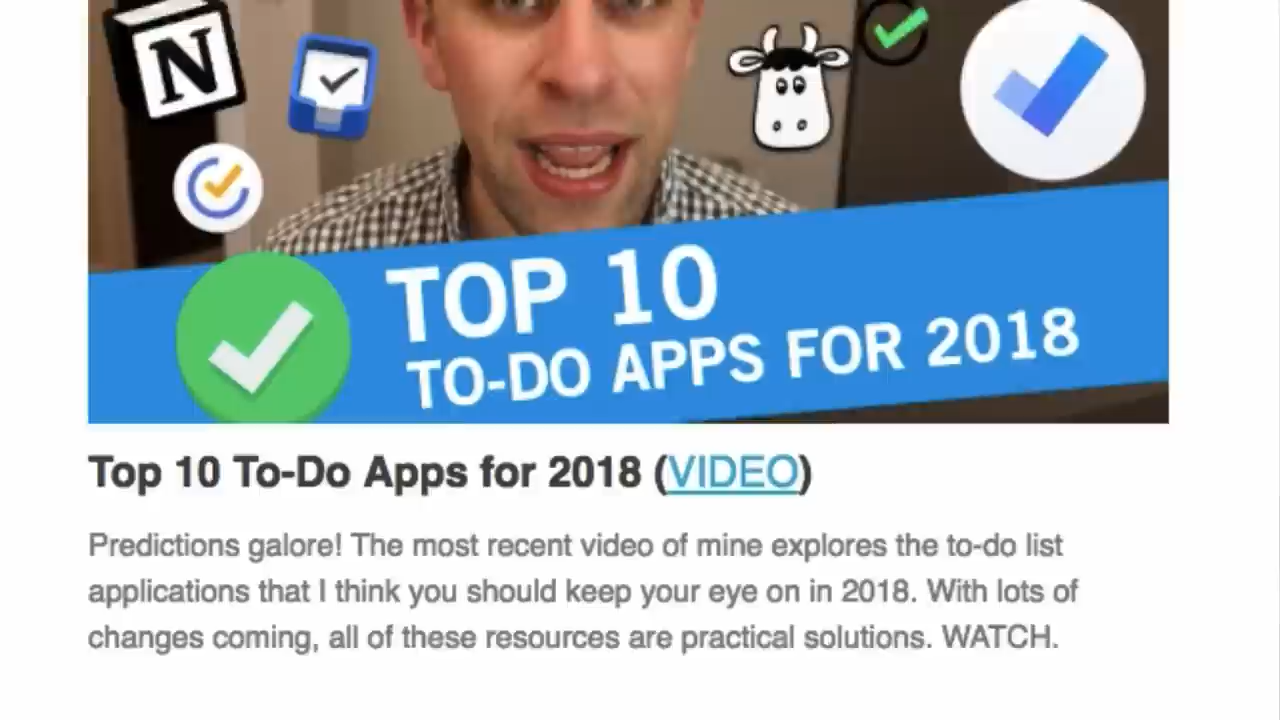 N
TOP 10
TO-DO APPS FOR 2018
Top 10 To-Do Apps for 2018 (VIDEO)
Predictions galore! The most recent video of mine explores the to-do list
applications that I think you should keep your eye on in 2018. With lots of
changes coming, all of these resources are practical solutions. WATCH.